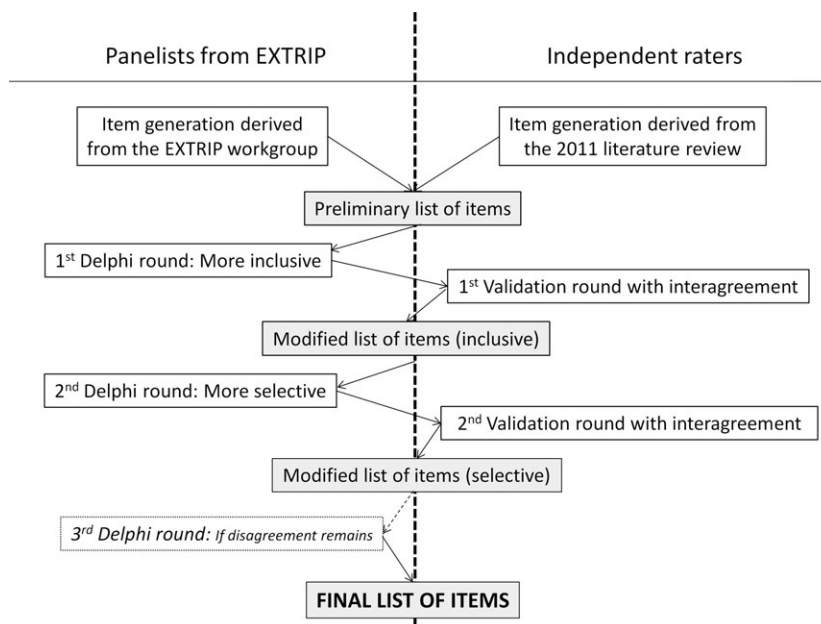 Panelists from EXTRIP
Independent raters
Item generation derived
from the EXTRIP workgroup
Item generation derived from
the 2011 literature review
Preliminary list of items
1st Delphi round: More inclusive
1st Validation round with interagreement
Modified list of items (inclusive)
2nd Delphi round: More selective
2nd Validation round with interagreement
Modified list of items (selective)
3rd Delphi round: If disagreement remains
FINAL LIST OF ITEMS